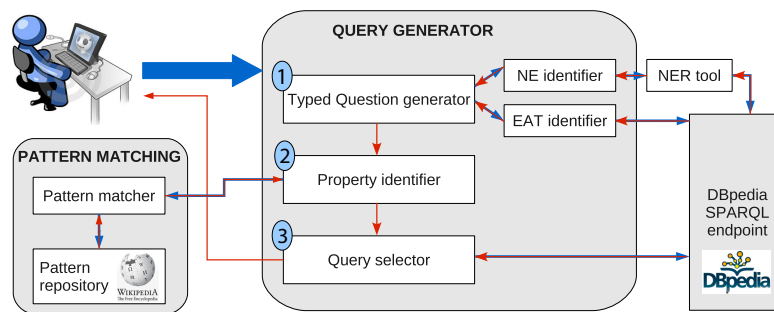 QUERY GENERATOR
1
Typed Question generator
NE identifier
NER tool
EAT identifier
PATTERN MATCHING
2
Property identifier
Pattern matcher
3
Query selector
Pattern
repository
WIKIPEDIA
The Free Encyclopedia
DBpedia
SPARQL
endpoint
DBpedia